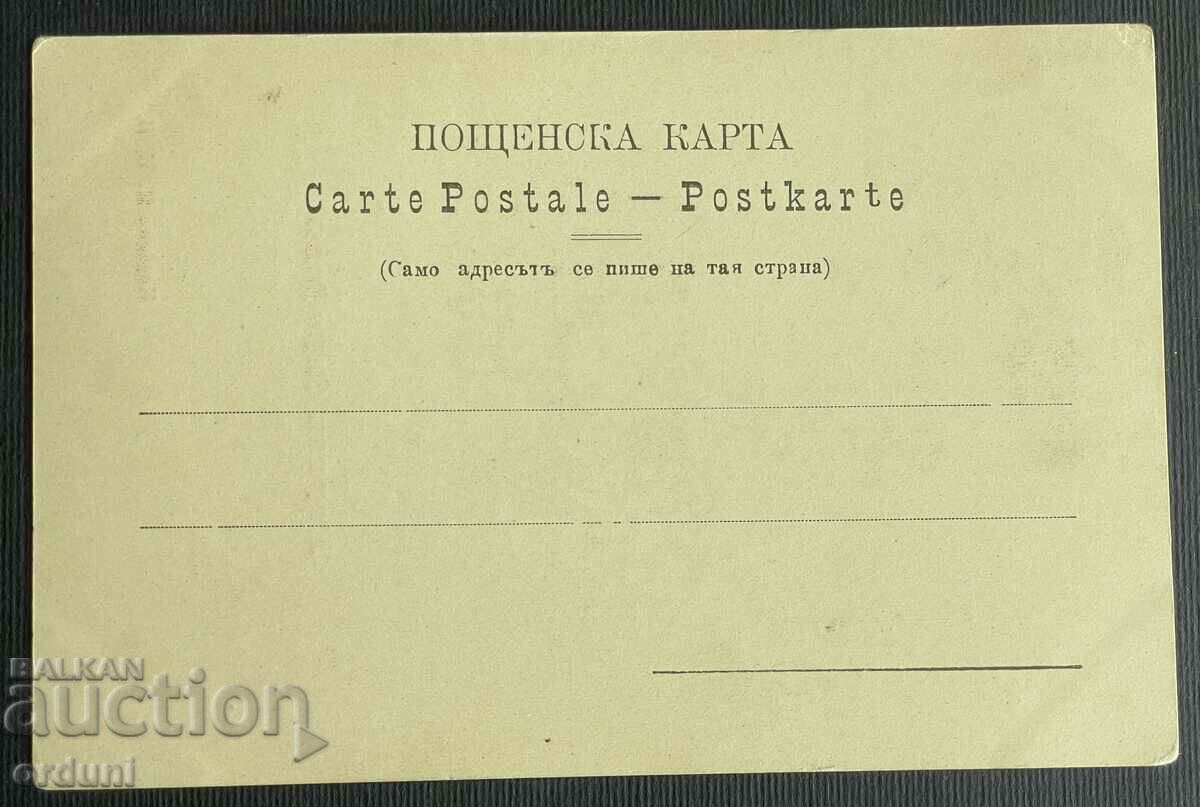 ПОЩЕНСКА КАРТА
Carte Postale — Postkarte
(Само адресътъ се пише на тая страна)
BALKAN
auction
orduni